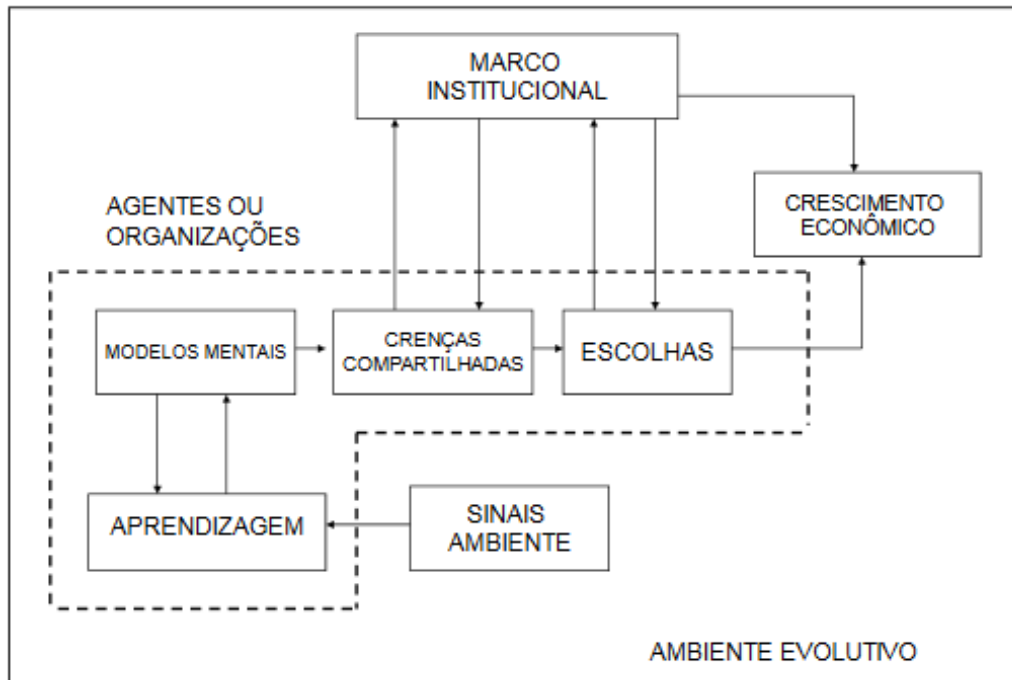 MARCO
INSTITUCIONAL
CRESCIMENTO
ECONÔMICO
AGENTES OU
ORGANIZAÇÕES
MODELOS MENTAIS
CRENÇAS
COMPARTILHADAS
ESCOLHAS
APRENDIZAGEM
SINAIS
AMBIENTE
AMBIENTE EVOLUTIVO